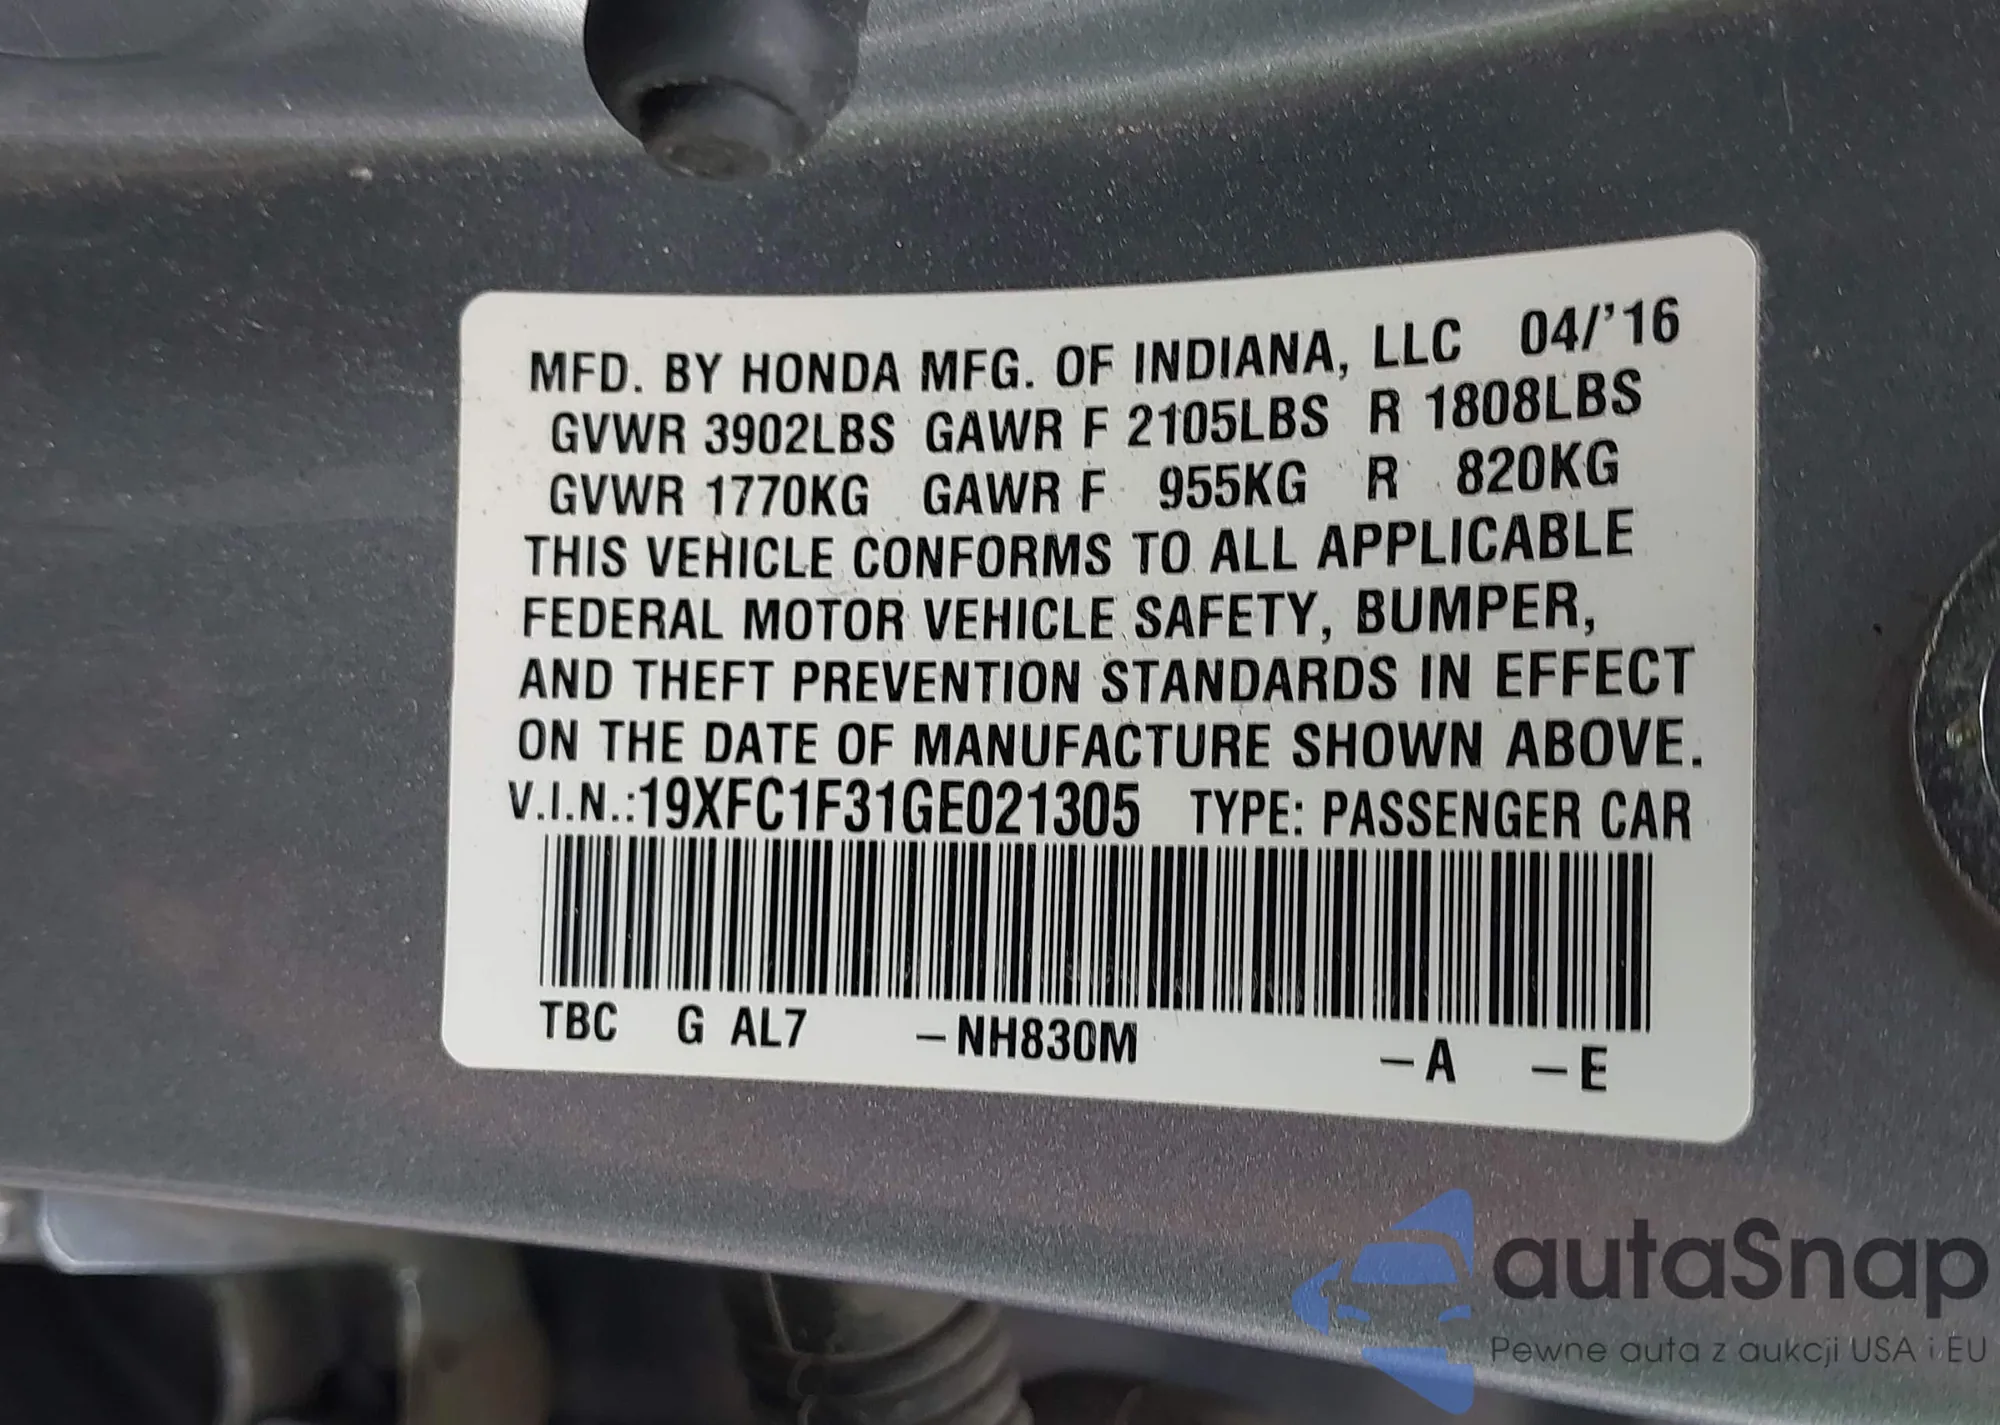 MFD. BY HONDA MFG. OF INDIANA, LLC 04/'16
GVWR 3902LBS GAWR F 2105LBS R 1808LBS
GVWR 1770KG GAWR F 955KG R 820KG
THIS VEHICLE CONFORMS TO ALL APPLICABLE
FEDERAL MOTOR VEHICLE SAFETY, BUMPER,
AND THEFT PREVENTION STANDARDS IN EFFECT
ON THE DATE OF MANUFACTURE SHOWN ABOVE.
V.I.N.:19XFC1F31GE021305 TYPE: PASSENGER CAR
TBC G AL7 –NH830M –A –E
autaSnap
Pewne auta z aukcji USA i EU